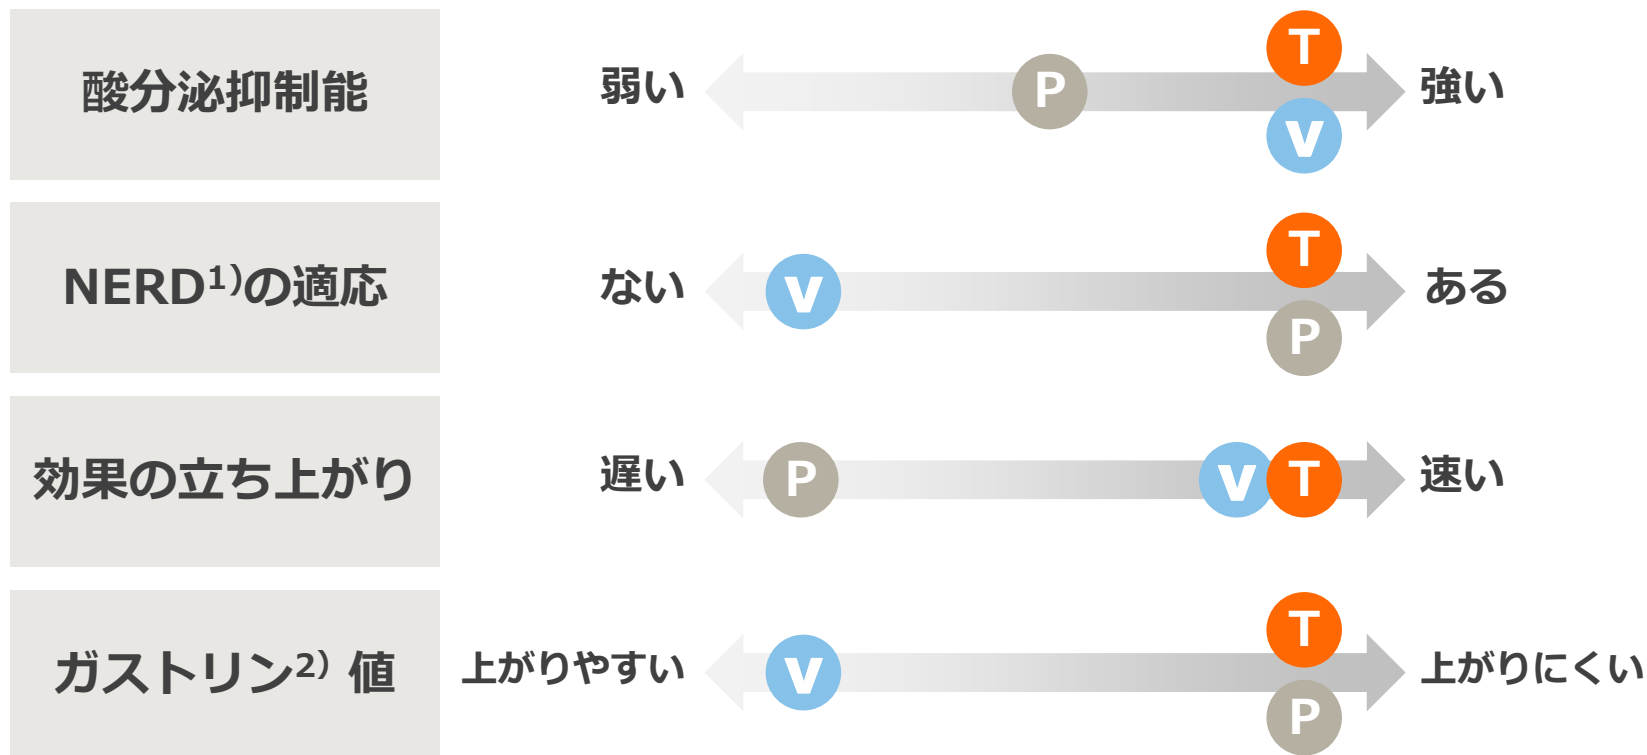 酸分泌抑制能
弱い
P
T
V
強い
NERD1)の適応
ない
V
T
P
ある
効果の立ち上がり
遅い
P
V
T
速い
ガストリン2) 値
上がりやすい
V
T
P
上がりにくい